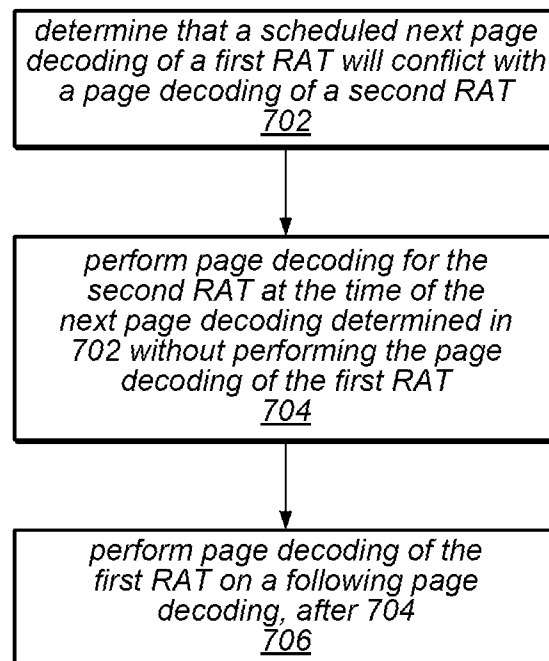 determine that a scheduled next page
decoding of a first RAT will conflict with
a page decoding of a second RAT
702
perform page decoding for the
second RAT at the time of the
next page decoding determined in
702 without performing the page
decoding of the first RAT
704
perform page decoding of the
first RAT on a following page
decoding, after 704
706